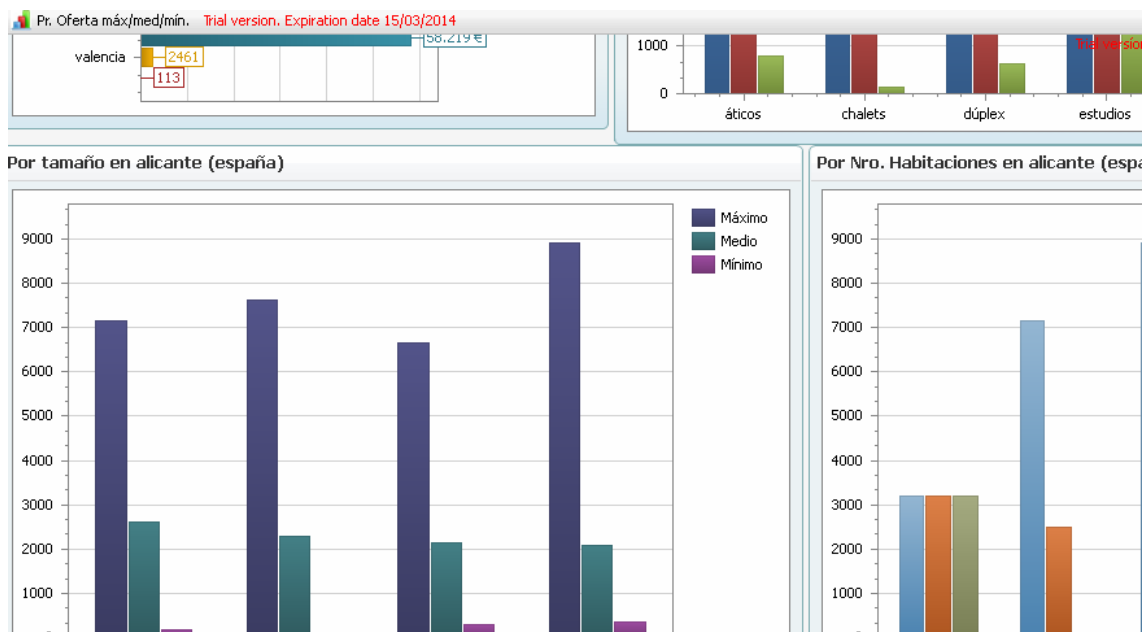 Pr. Oferta máx/med/mín. Trial version. Expiration date 15/03/2014
58.219 €
valencia
2461
113
1000
0
áticos
chalets
dúplex
estudios
Trial version
Por tamaño en alicante (españa)
9000
8000
7000
6000
5000
4000
3000
2000
1000
Máximo
Medio
Mínimo
Por Nro. Habitaciones en alicante (espa
9000
8000
7000
6000
5000
4000
3000
2000
1000